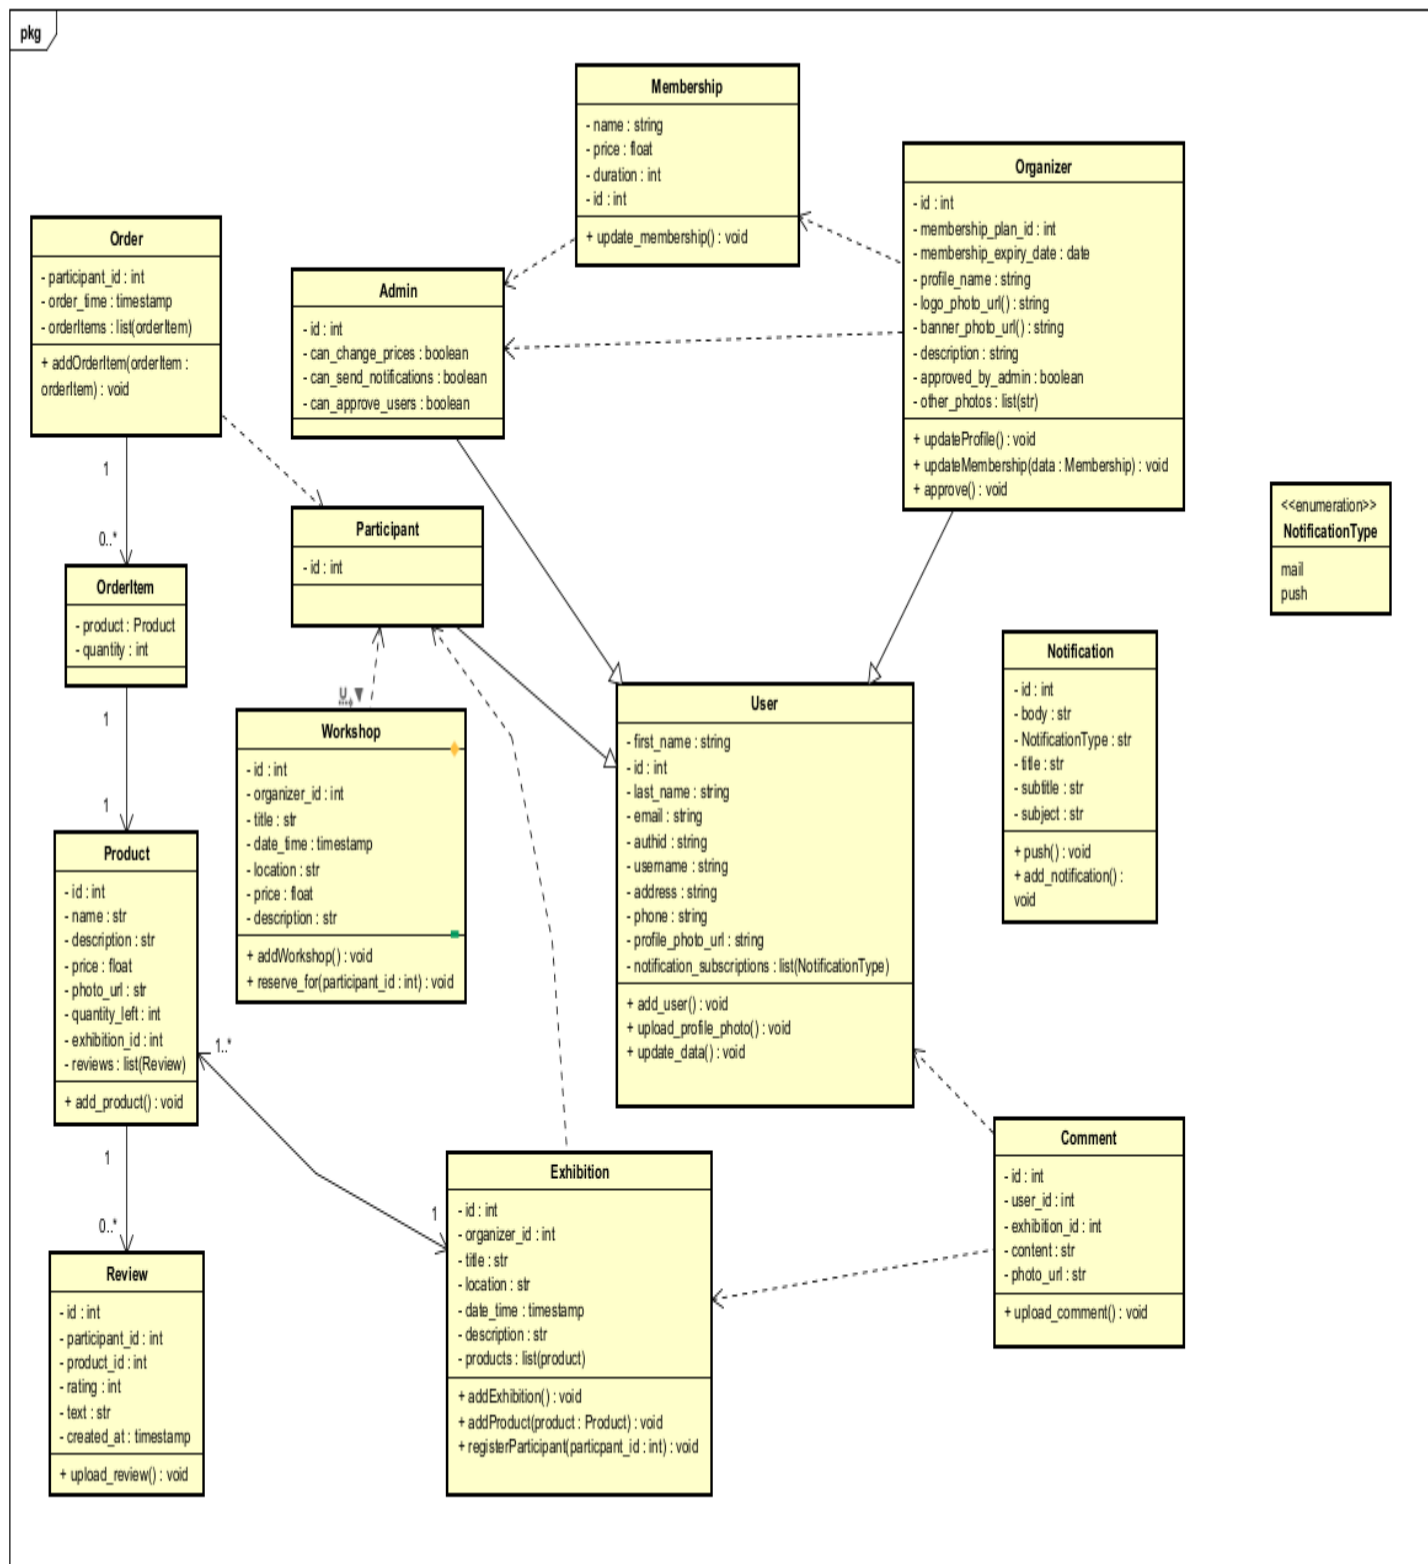 pkg
Membership
- name : string
- price : float
- duration : int
- id : int
+ update_membership() : void
Organizer
- id : int
- membership_plan_id : int
- membership_expiry_date : date
- profile_name : string
- logo_photo_url() : string
- banner_photo_url() : string
- description : string
- approved_by_admin : boolean
- other_photos : list(str)
+ updateProfile() : void
+ updateMembership(data : Membership) : void
+ approve() : void
Order
- participant_id : int
- order_time : timestamp
- orderItems : list(orderItem)
+ addOrderItem(orderItem :
orderItem) : void
Admin
- id : int
- can_change_prices : boolean
- can_send_notifications : boolean
- can_approve_users : boolean
1
0..*
Participant
- id : int
<<enumeration>>
NotificationType
mail
push
OrderItem
- product : Product
- quantity : int
1
1
U
Workshop
- id : int
- organizer_id : int
- title : str
- date_time : timestamp
- location : str
- price : float
- description : str
+ addWorkshop() : void
+ reserve_for(participant_id : int) : void
User
- first_name : string
- id : int
- last_name : string
- email : string
- authid : string
- username : string
- address : string
- phone : string
- profile_photo_url : string
- notification_subscriptions : list(NotificationType)
+ add_user() : void
+ upload_profile_photo() : void
+ update_data() : void
Notification
- id : int
- body : str
- NotificationType : str
- title : str
- subtitle : str
- subject : str
+ push() : void
+ add_notification() :
void
Product
- id : int
- name : str
- description : str
- price : float
- photo_url : str
- quantity_left : int
- exhibition_id : int
- reviews : list(Review)
+ add_product() : void
1..*
1
1
0..*
Review
- id : int
- participant_id : int
- product_id : int
- rating : int
- text : str
- created_at : timestamp
+ upload_review() : void
Exhibition
- id : int
- organizer_id : int
- title : str
- location : str
- date_time : timestamp
- description : str
- products : list(product)
+ addExhibition() : void
+ addProduct(product : Product) : void
+ registerParticipant(particpant_id : int) : void
Comment
- id : int
- user_id : int
- exhibition_id : int
- content : str
- photo_url : str
+ upload_comment() : void